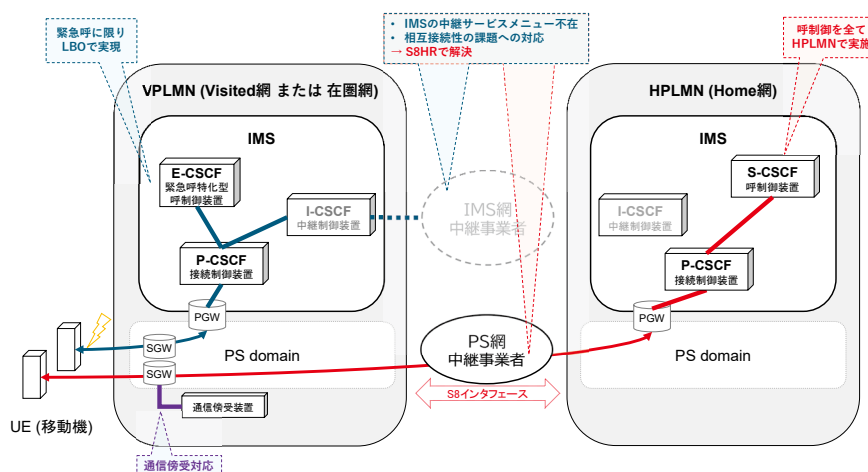 緊急呼に限り
LBOで実現
• IMSの中継サービスメニュー不在
• 相互接続性の課題への対応
→ S8HRで解決
呼制御を全て
HPLMNで実施
VPLMN (Visited網 または 在圏網)
HPLMN (Home網)
IMS
IMS
E-CSCF
緊急呼特化型
呼制御装置
I-CSCF
中継制御装置
P-CSCF
接続制御装置
IMS網
中継事業者
S-CSCF
呼制御装置
I-CSCF
中継制御装置
P-CSCF
接続制御装置
PGW
PGW
SGW
SGW
PS domain
PS網
中継事業者
PS domain
S8インタフェース
通信傍受装置
UE (移動機)
通信傍受対応